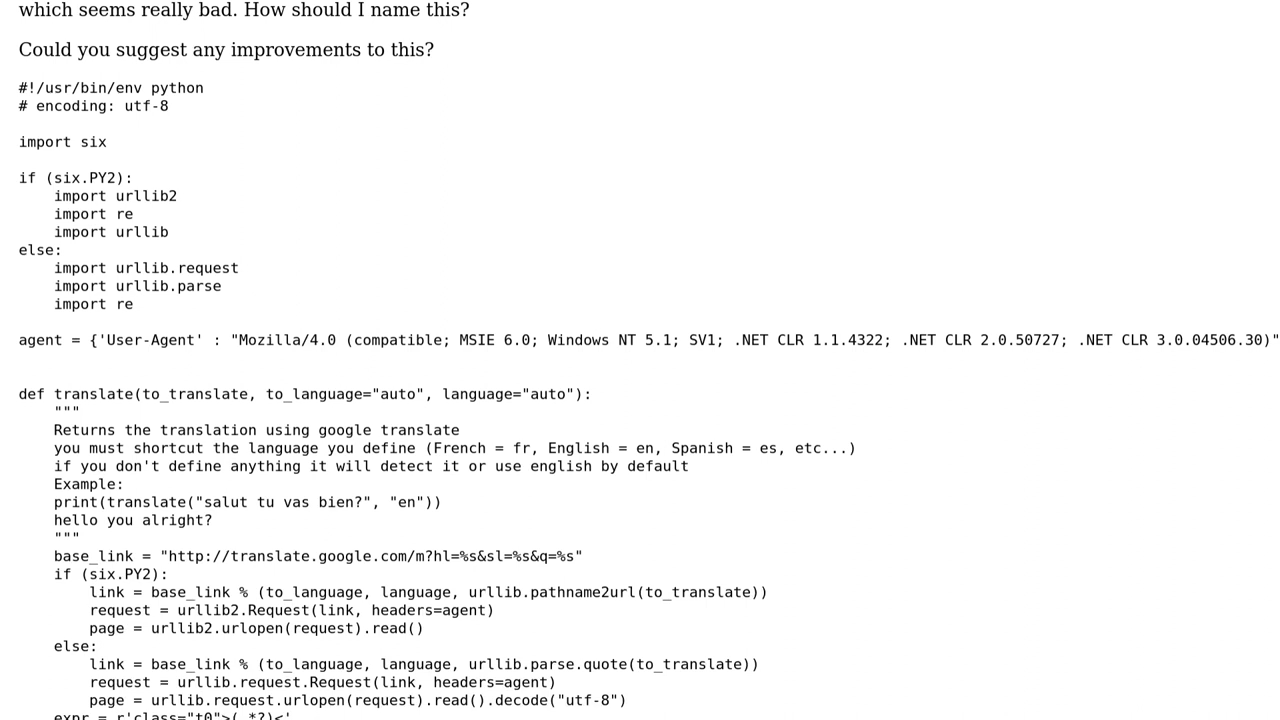 which seems really bad. How should I name this?
Could you suggest any improvements to this?
#!/usr/bin/env python
# encoding: utf-8
import six
if (six.PY2):
    import urllib2
    import re
    import urllib
else:
    import urllib.request
    import urllib.parse
    import re
agent = {'User-Agent' : "Mozilla/4.0 (compatible; MSIE 6.0; Windows NT 5.1; SV1; .NET CLR 1.1.4322; .NET CLR 2.0.50727; .NET CLR 3.0.04506.30)"
def translate(to_translate, to_language="auto", language="auto"):
    """
    Returns the translation using google translate
    you must shortcut the language you define (French = fr, English = en, Spanish = es, etc...)
    if you don't define anything it will detect it or use english by default
    Example:
    print(translate("salut tu vas bien?", "en"))
    hello you alright?
    """
    base_link = "http://translate.google.com/m?hl=%s&sl=%s&q=%s"
    if (six.PY2):
        link = base_link % (to_language, language, urllib.pathname2url(to_translate))
        request = urllib2.Request(link, headers=agent)
        page = urllib2.urlopen(request).read()
    else:
        link = base_link % (to_language, language, urllib.parse.quote(to_translate))
        request = urllib.request.Request(link, headers=agent)
        page = urllib.request.urlopen(request).read().decode("utf-8")
    expr = r'class="t0">(.*?)<'